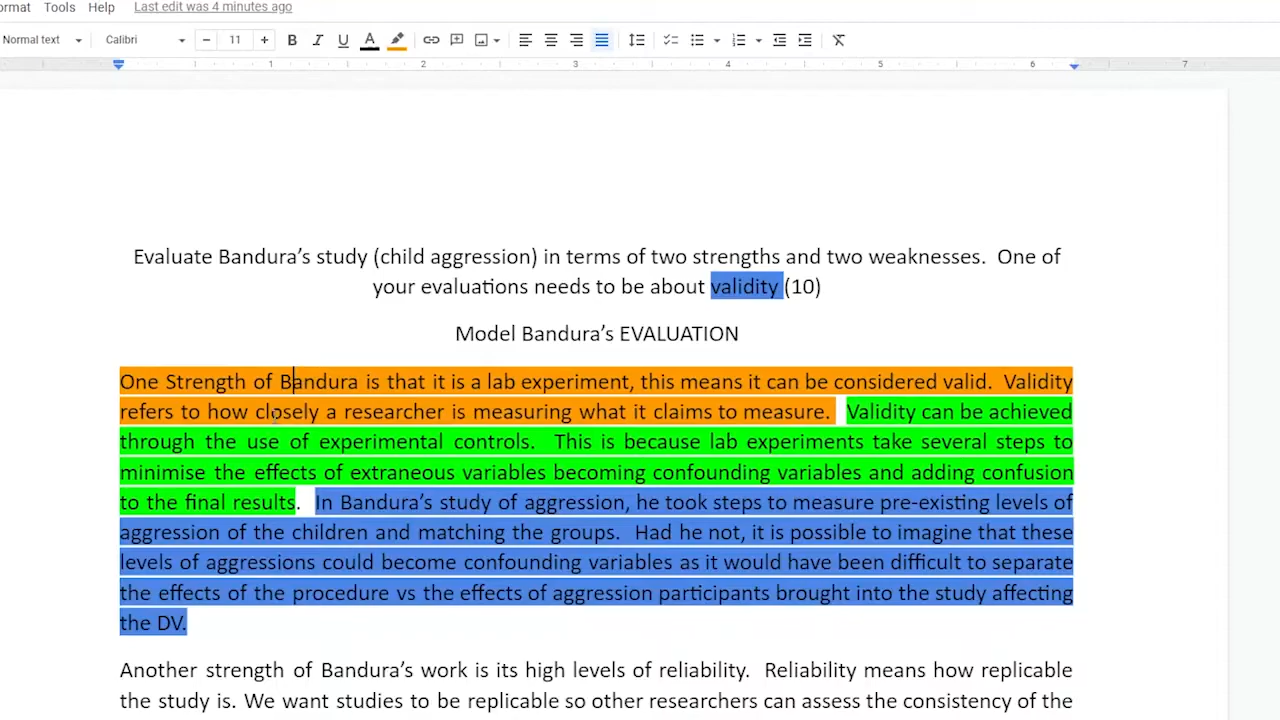 ormat Tools Help Last edit was 4 minutes ago
Normal text Calibri − 11 + B I U A
1 2 3 4 5 6 7
Evaluate Bandura’s study (child aggression) in terms of two strengths and two weaknesses.  One of
your evaluations needs to be about validity (10)
Model Bandura’s EVALUATION
One Strength of Bandura is that it is a lab experiment, this means it can be considered valid.  Validity
refers to how closely a researcher is measuring what it claims to measure.   Validity can be achieved
through the use of experimental controls.  This is because lab experiments take several steps to
minimise the effects of extraneous variables becoming confounding variables and adding confusion
to the final results.  In Bandura’s study of aggression, he took steps to measure pre-existing levels of
aggression of the children and matching the groups.  Had he not, it is possible to imagine that these
levels of aggressions could become confounding variables as it would have been difficult to separate
the effects of the procedure vs the effects of aggression participants brought into the study affecting
the DV.
Another strength of Bandura’s work is its high levels of reliability.  Reliability means how replicable
the study is. We want studies to be replicable so other researchers can assess the consistency of the